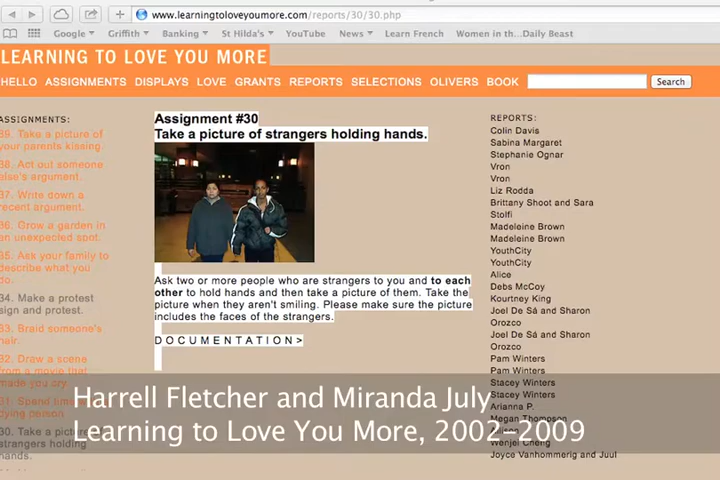 www.learningtoloveyoumore.com/reports/30/30.php
Google Griffith Banking St Hilda's YouTube News Learn French Women in th...Daily Beast
LEARNING TO LOVE YOU MORE
HELLO ASSIGNMENTS DISPLAYS LOVE GRANTS REPORTS SELECTIONS OLIVERS BOOK Search
ASSIGNMENTS:
39. Take a picture of
your parents kissing.
38. Act out someone
else's argument.
37. Write down a
recent argument.
36. Grow a garden in
an unexpected spot.
35. Ask your family to
describe what you
do.
34. Make a protest
sign and protest.
33. Braid someone's
hair.
32. Draw a scene
from a movie that
made you cry
31. Spend time with a
dying person
30. Take a picture of
strangers holding
hands.
Assignment #30
Take a picture of strangers holding hands.
Ask two or more people who are strangers to you and to each
other to hold hands and then take a picture of them. Take the
picture when they aren't smiling. Please make sure the picture
includes the faces of the strangers.
DOCUMENTATION>
REPORTS:
Colin Davis
Sabina Margaret
Stephanie Ognar
Vron
Vron
Liz Rodda
Brittany Shoot and Sara
Stolfi
Madeleine Brown
Madeleine Brown
YouthCity
YouthCity
Alice
Debs McCoy
Kourtney King
Joel De Sá and Sharon
Orozco
Joel De Sá and Sharon
Orozco
Pam Winters
Pam Winters
Stacey Winters
Stacey Winters
Arianna P.
Megan Thompson
Wenjei Cheng
Joyce Vanhommerig and Juul
Harrell Fletcher and Miranda July,
Learning to Love You More, 2002-2009